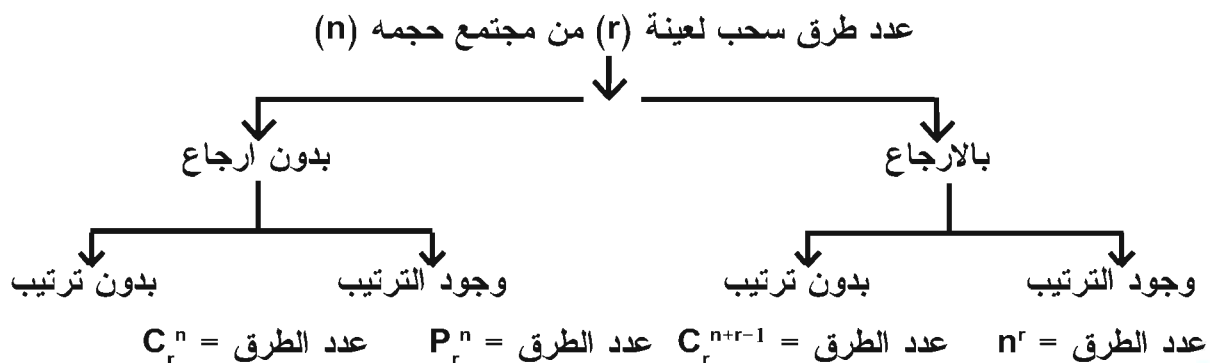 عدد طرق سحب لعينة (r) من مجتمع حجمه (n)
بالارجاع بدون ارجاع
وجود الترتيب بدون ترتيب وجود الترتيب بدون ترتيب
عدد الطرق = nʳ عدد الطرق = C_r^{n+r−1} عدد الطرق = P_r^n عدد الطرق = C_r^n